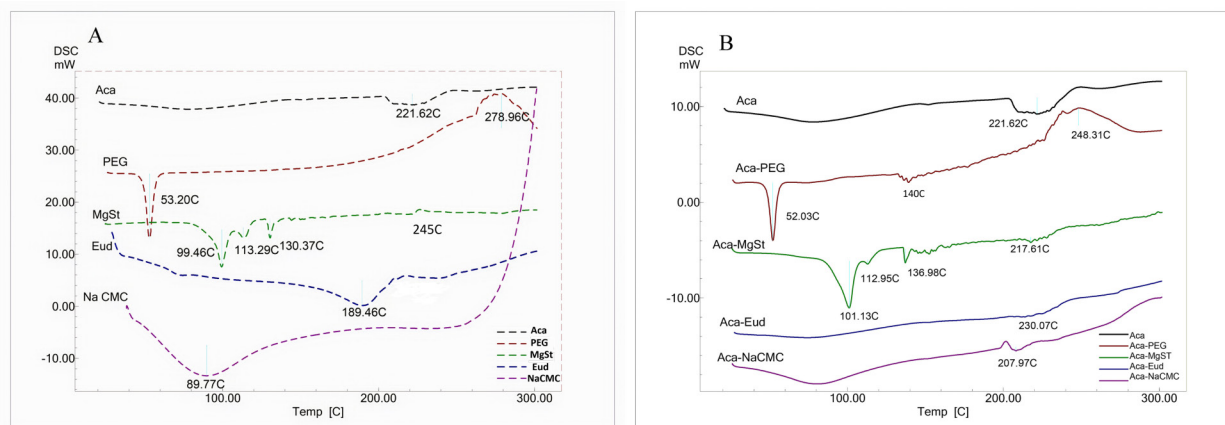 A
DSC
mW
40.00
30.00
20.00
10.00
0.00
-10.00
Aca
221.62C
278.96C
PEG
53.20C
MgSt
99.46C
113.29C
130.37C
245C
Eud
189.46C
Na CMC
89.77C
Aca
PEG
MgSt
Eud
NaCMC
100.00
200.00
300.00
Temp [C]
B
DSC
mW
10.00
0.00
-10.00
Aca
221.62C
248.31C
Aca-PEG
52.03C
140C
Aca-MgSt
101.13C
112.95C
136.98C
217.61C
Aca-Eud
230.07C
Aca-NaCMC
207.97C
Aca
Aca-PEG
Aca-MgST
Aca-Eud
Aca-NaCMC
100.00
200.00
300.00
Temp [C]